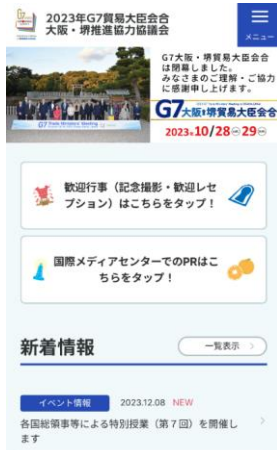 2023年G7貿易大臣会合
大阪・堺推進協力協議会
メニュー
G7大阪・堺貿易大臣会合
は閉幕しました。
みなさまのご理解・ご協力
に感謝申し上げます。
G7大阪・堺貿易大臣会合
2023.10/28㊏-29㊐
歓迎行事（記念撮影・歓迎レセ
プション）はこちらをタップ！
国際メディアセンターでのPRはこ
ちらをタップ！
新着情報
一覧表示
イベント情報 2023.12.08 NEW
各国総領事等による特別授業（第7回）を開催し
ます